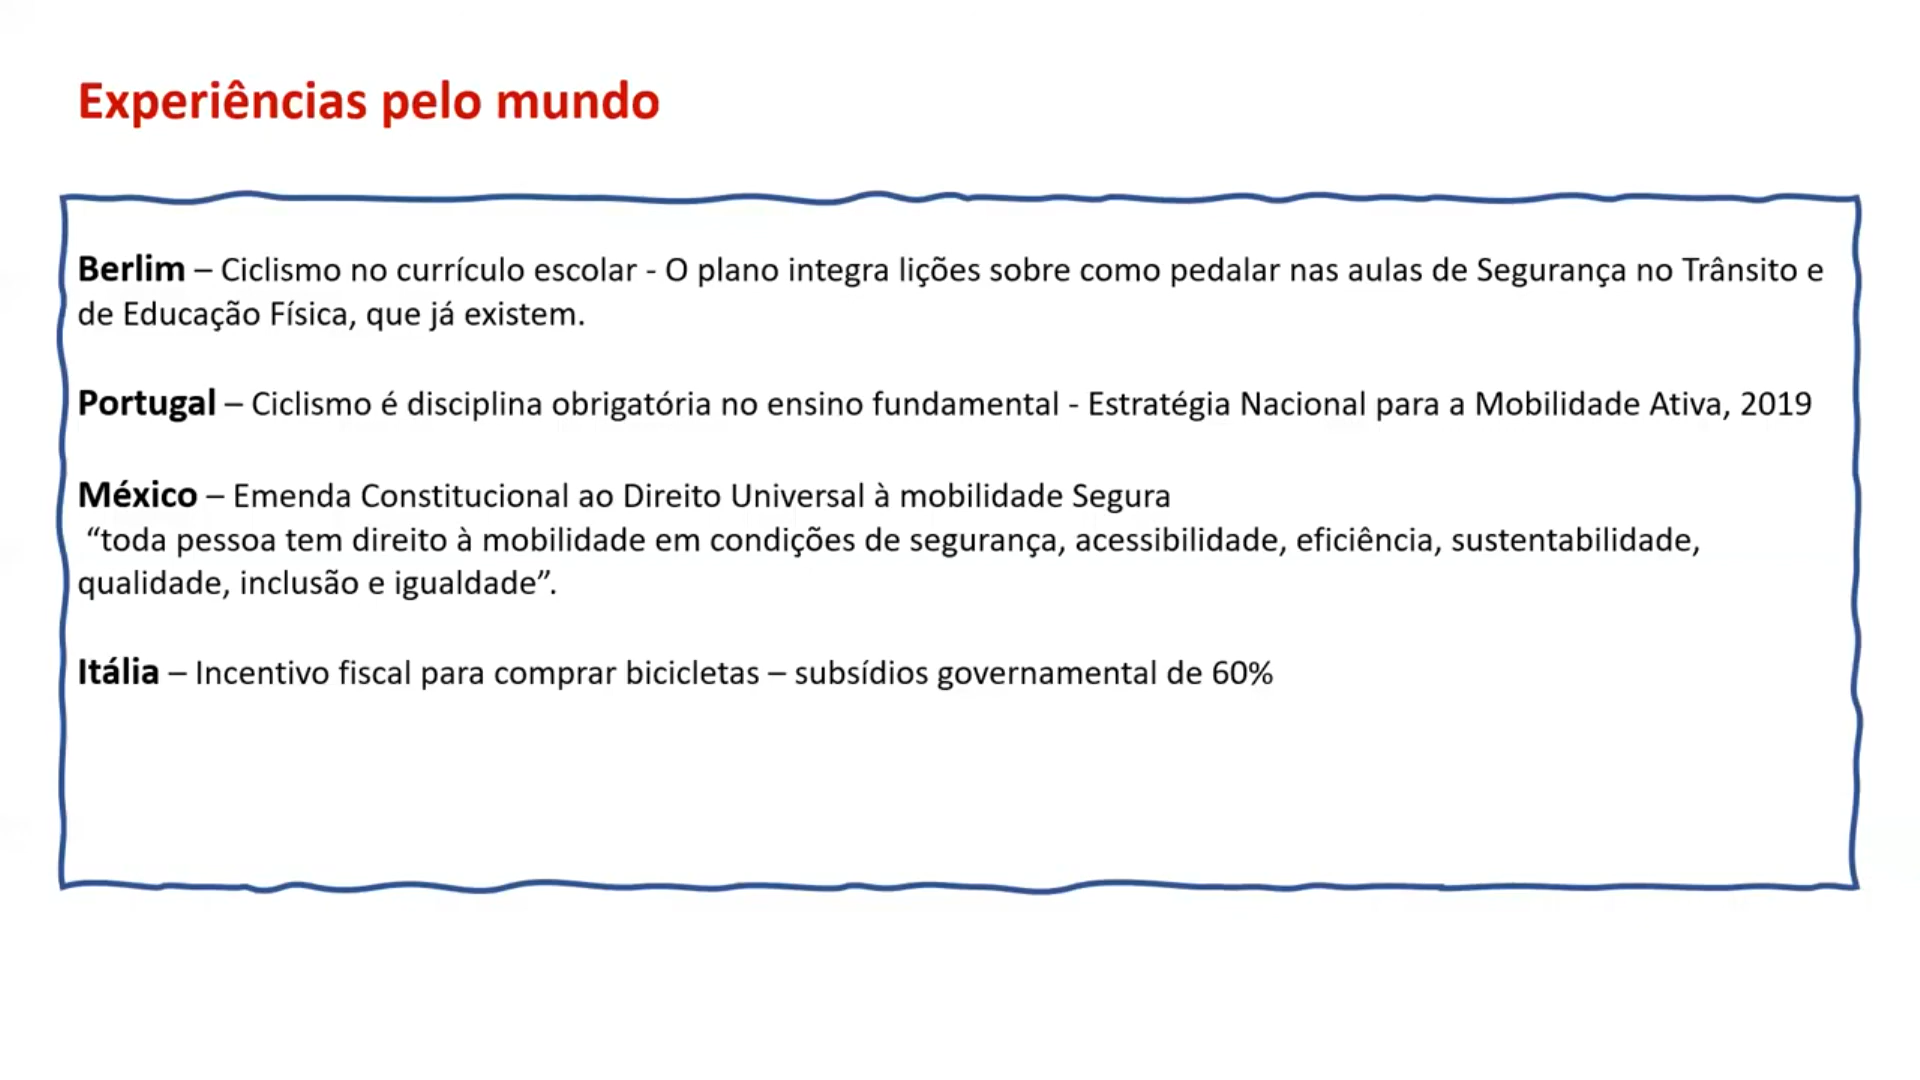 Experiências pelo mundo
Berlim – Ciclismo no currículo escolar - O plano integra lições sobre como pedalar nas aulas de Segurança no Trânsito e
de Educação Física, que já existem.
Portugal – Ciclismo é disciplina obrigatória no ensino fundamental - Estratégia Nacional para a Mobilidade Ativa, 2019
México – Emenda Constitucional ao Direito Universal à mobilidade Segura
“toda pessoa tem direito à mobilidade em condições de segurança, acessibilidade, eficiência, sustentabilidade,
qualidade, inclusão e igualdade”.
Itália – Incentivo fiscal para comprar bicicletas – subsídios governamental de 60%